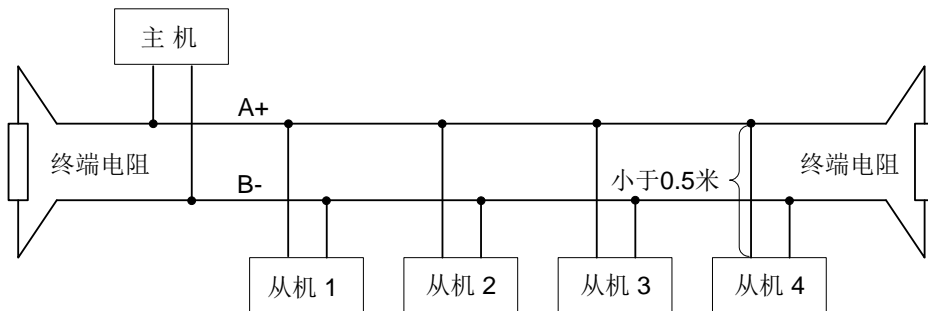 主 机
A+
终端电阻
B-
小于0.5米
终端电阻
从机 1
从机 2
从机 3
从机 4